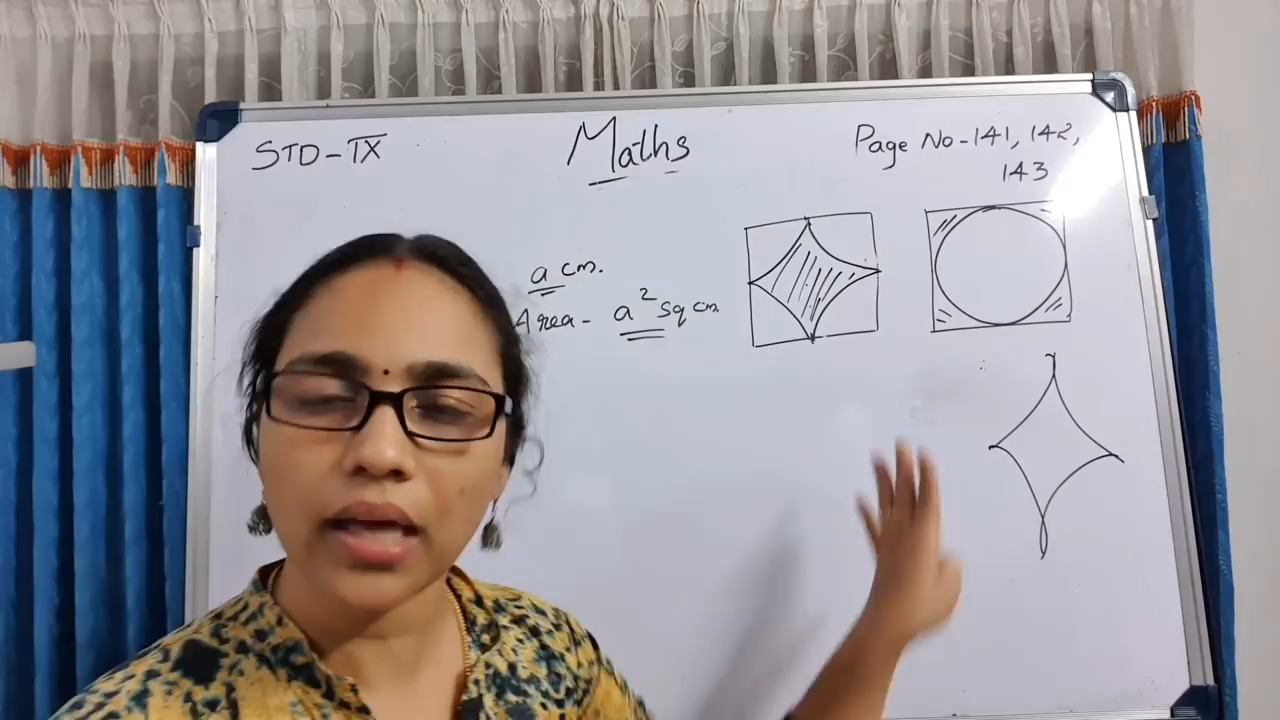 STD - IX
Maths
Page No - 141, 142,
143
a cm.
Area - a² sq cm.